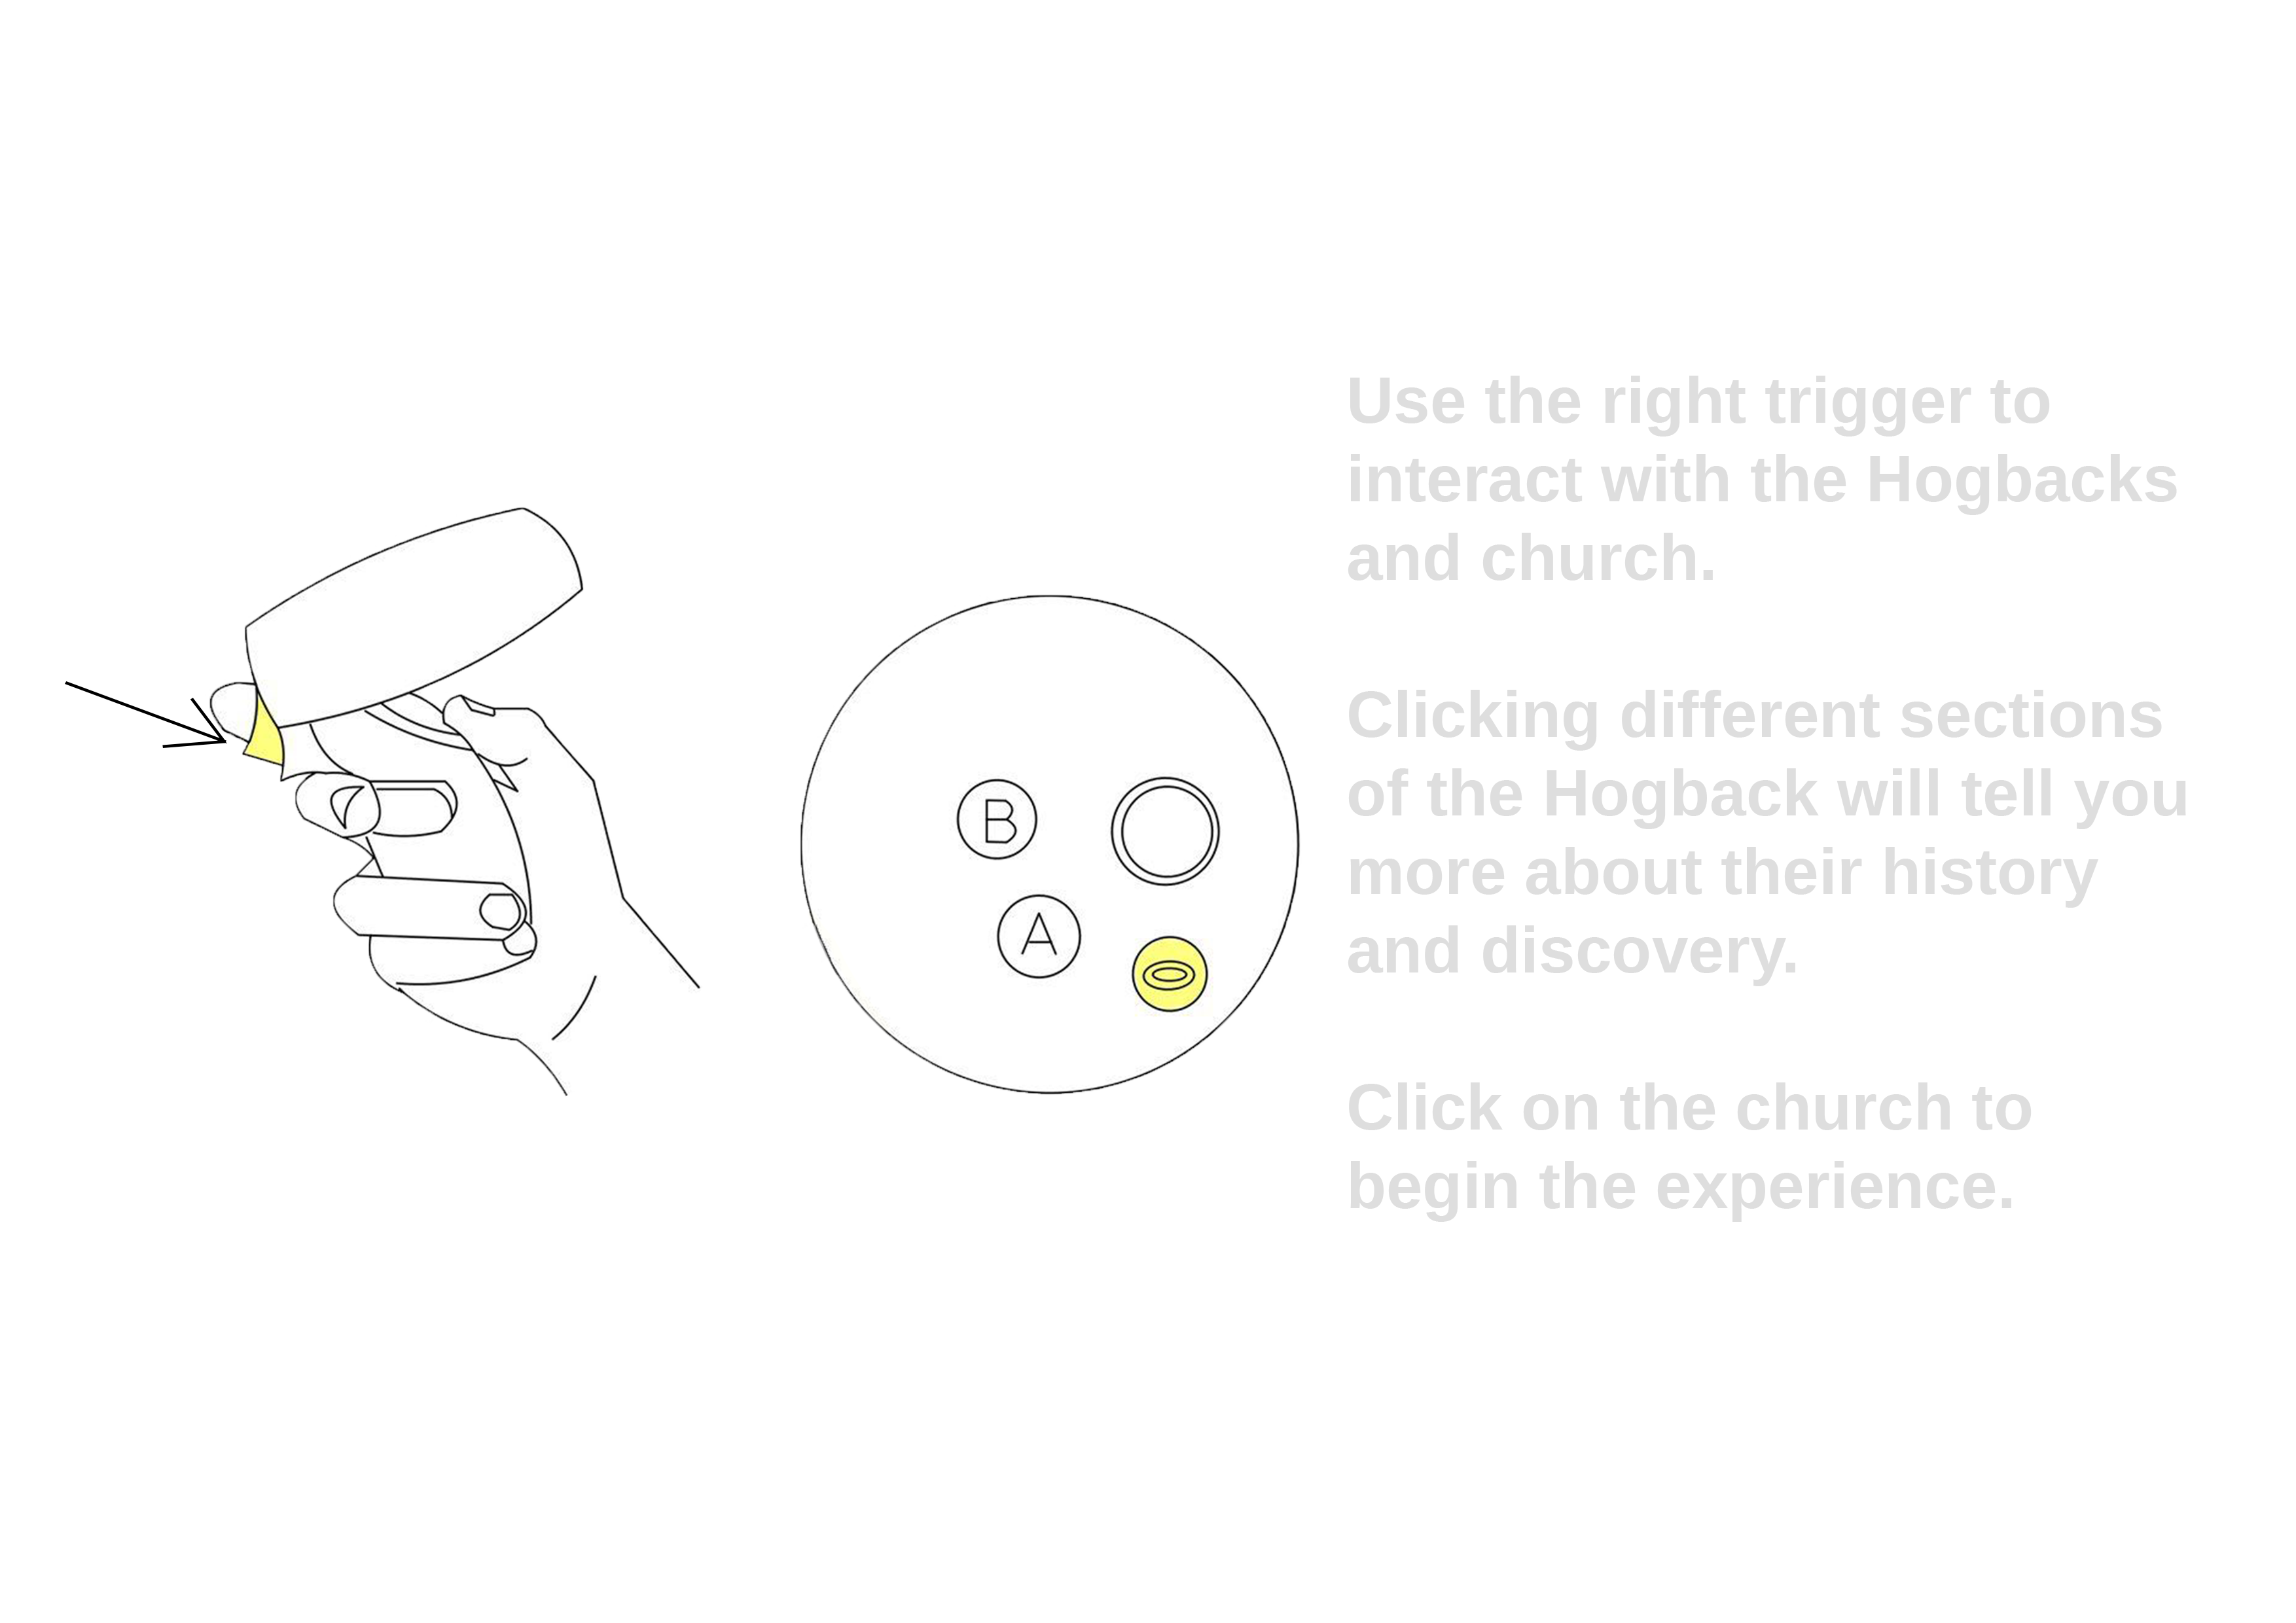 Use the right trigger to
interact with the Hogbacks
and church.
Clicking different sections
of the Hogback will tell you
more about their history
and discovery.
Click on the church to
begin the experience.
B
A